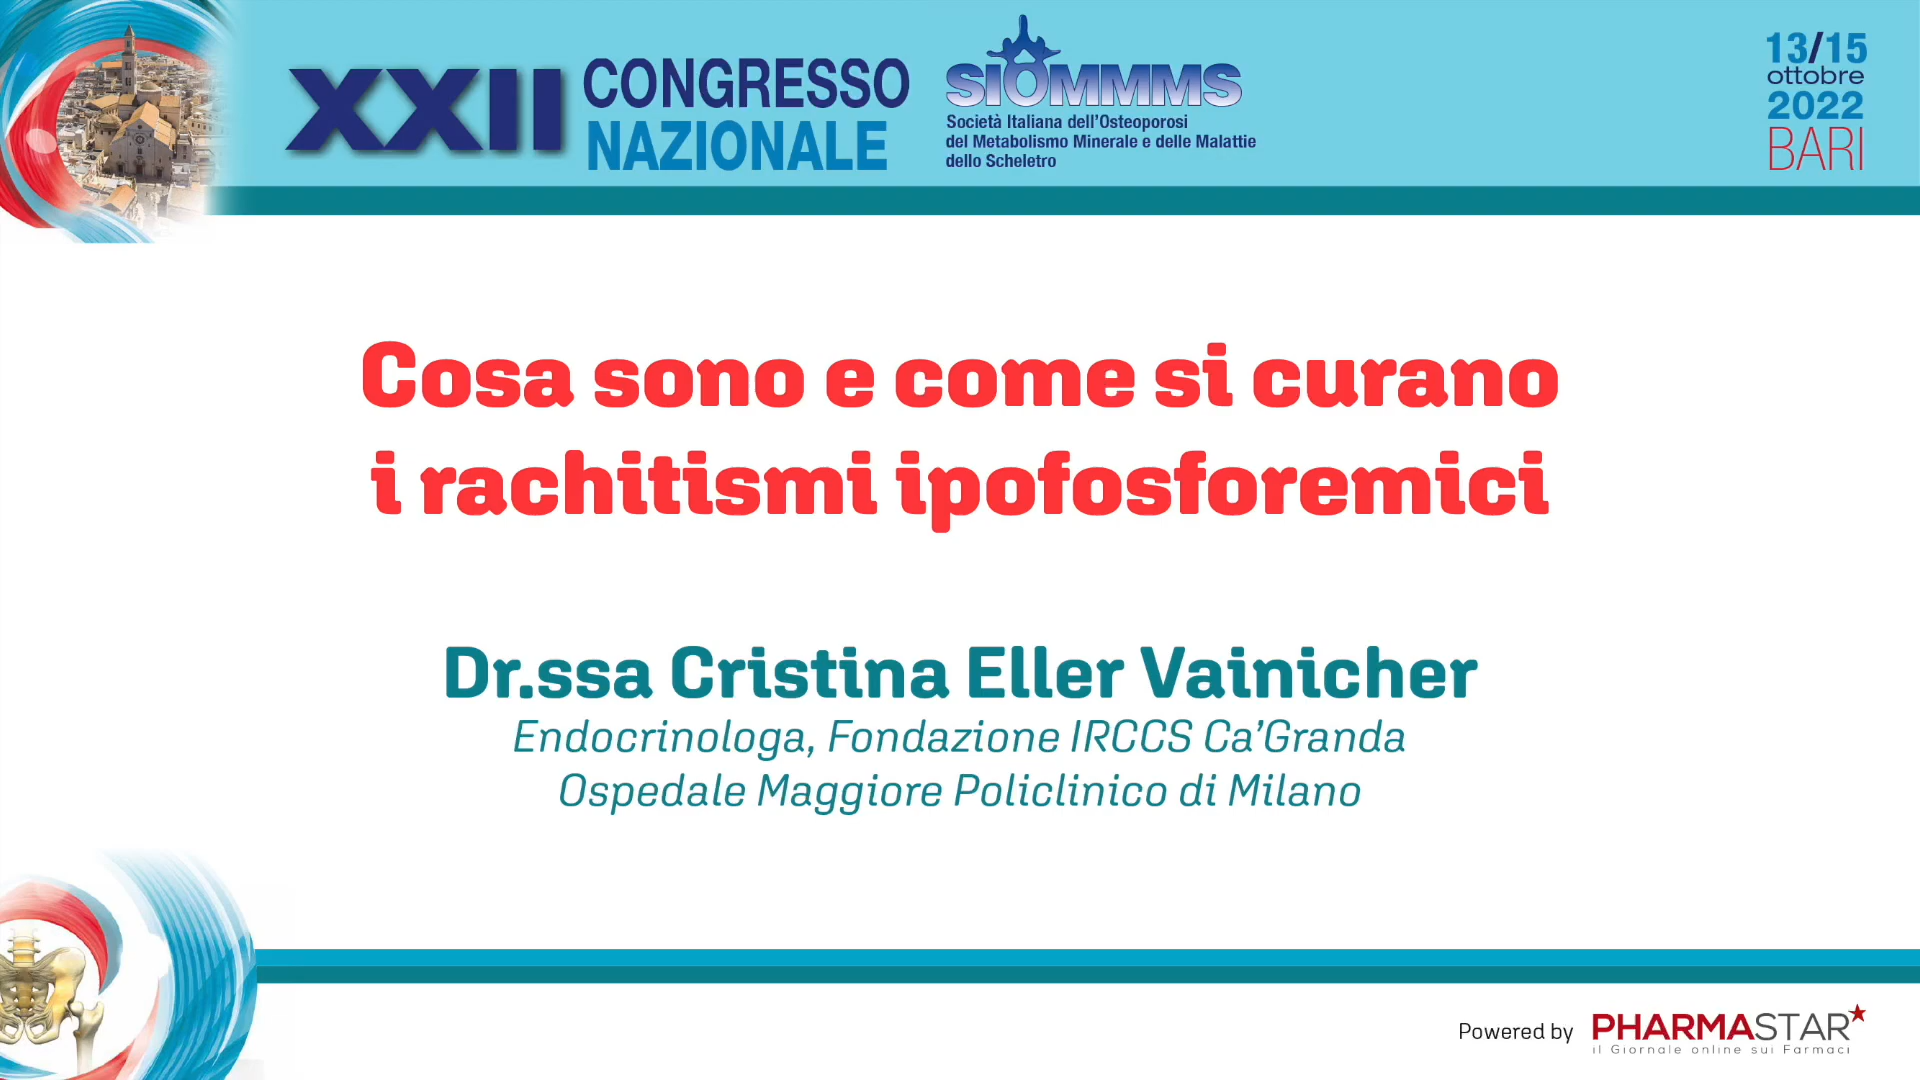 XXII CONGRESSO
NAZIONALE
SIOMMMS
Società Italiana dell'Osteoporosi
del Metabolismo Minerale e delle Malattie
dello Scheletro
13/15
ottobre
2022
BARI
Cosa sono e come si curano
i rachitismi ipofosforemici
Dr.ssa Cristina Eller Vainicher
Endocrinologa, Fondazione IRCCS Ca'Granda
Ospedale Maggiore Policlinico di Milano
Powered by PHARMASTAR
il Giornale online sui Farmaci